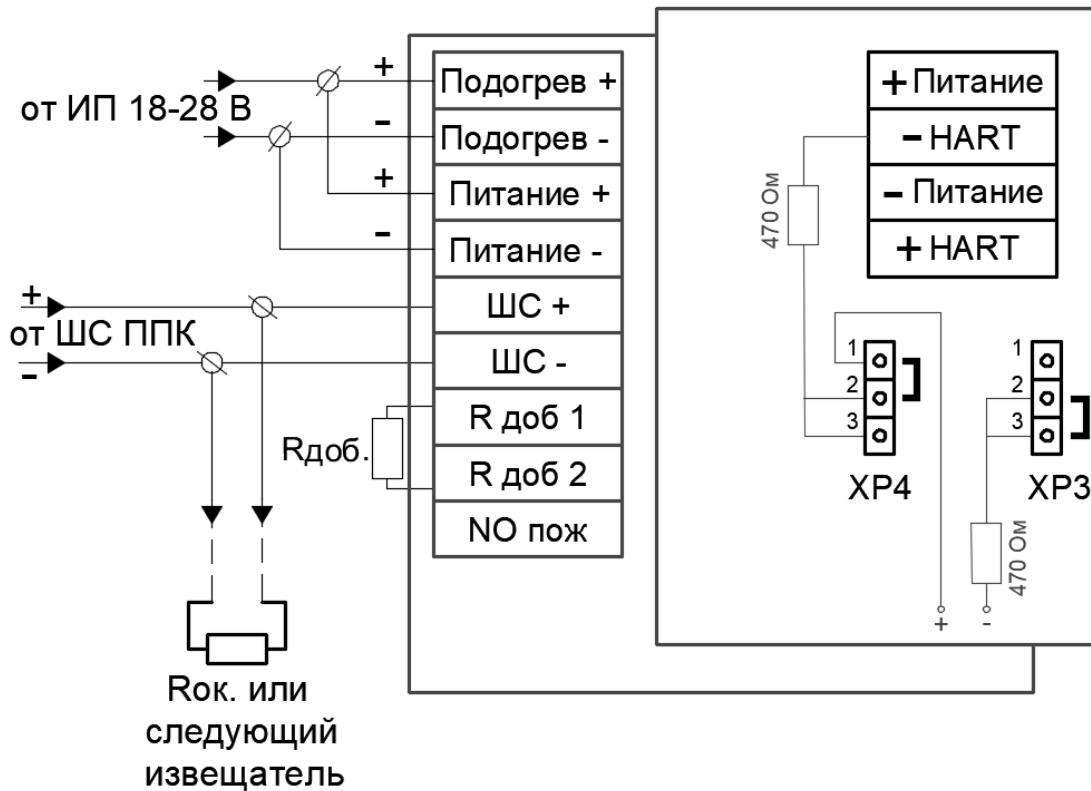 от ИП 18-28 В
+
-
+
-
Подогрев +
Подогрев -
Питание +
Питание -
ШС +
ШС -
R доб 1
R доб 2
NO пож
+
от ШС ППК
-
Rдоб.
Rок. или
следующий
извещатель
+ Питание
- HART
- Питание
+ HART
470 Ом
1
2
3
XP4
1
2
3
XP3
470 Ом
+
-